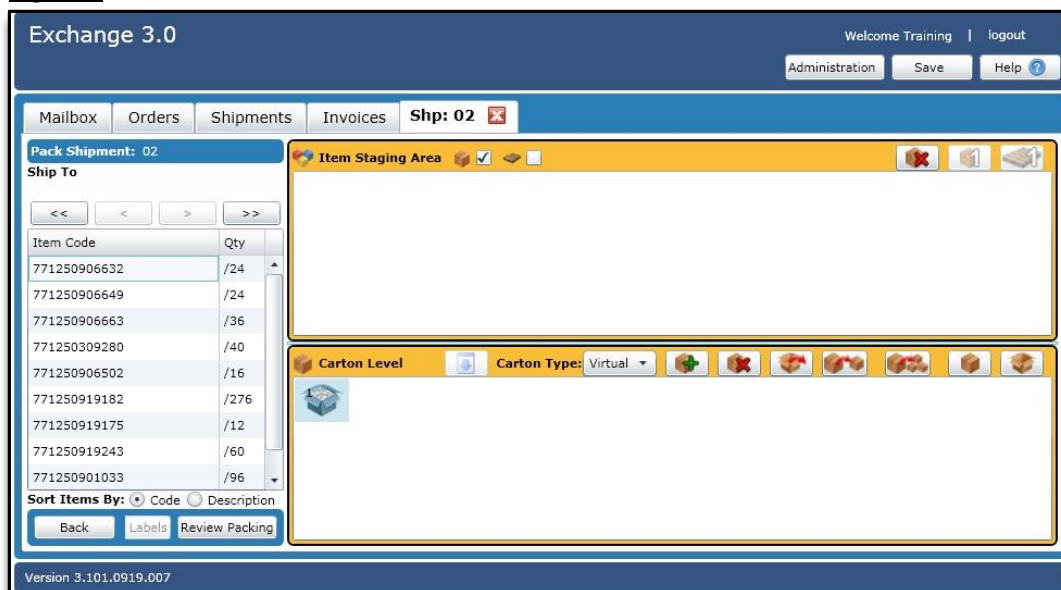 Exchange 3.0
Welcome Training | logout
Administration Save Help ?
Mailbox Orders Shipments Invoices Shp: 02
Pack Shipment: 02
Ship To
<< < > >>
Item Code Qty
771250906632 /24
771250906649 /24
771250906663 /36
771250309280 /40
771250906502 /16
771250919182 /276
771250919175 /12
771250919243 /60
771250901033 /96
Sort Items By: Code Description
Back Labels Review Packing
Item Staging Area
1 1
Carton Level Carton Type: Virtual
1
Version 3.101.0919.007